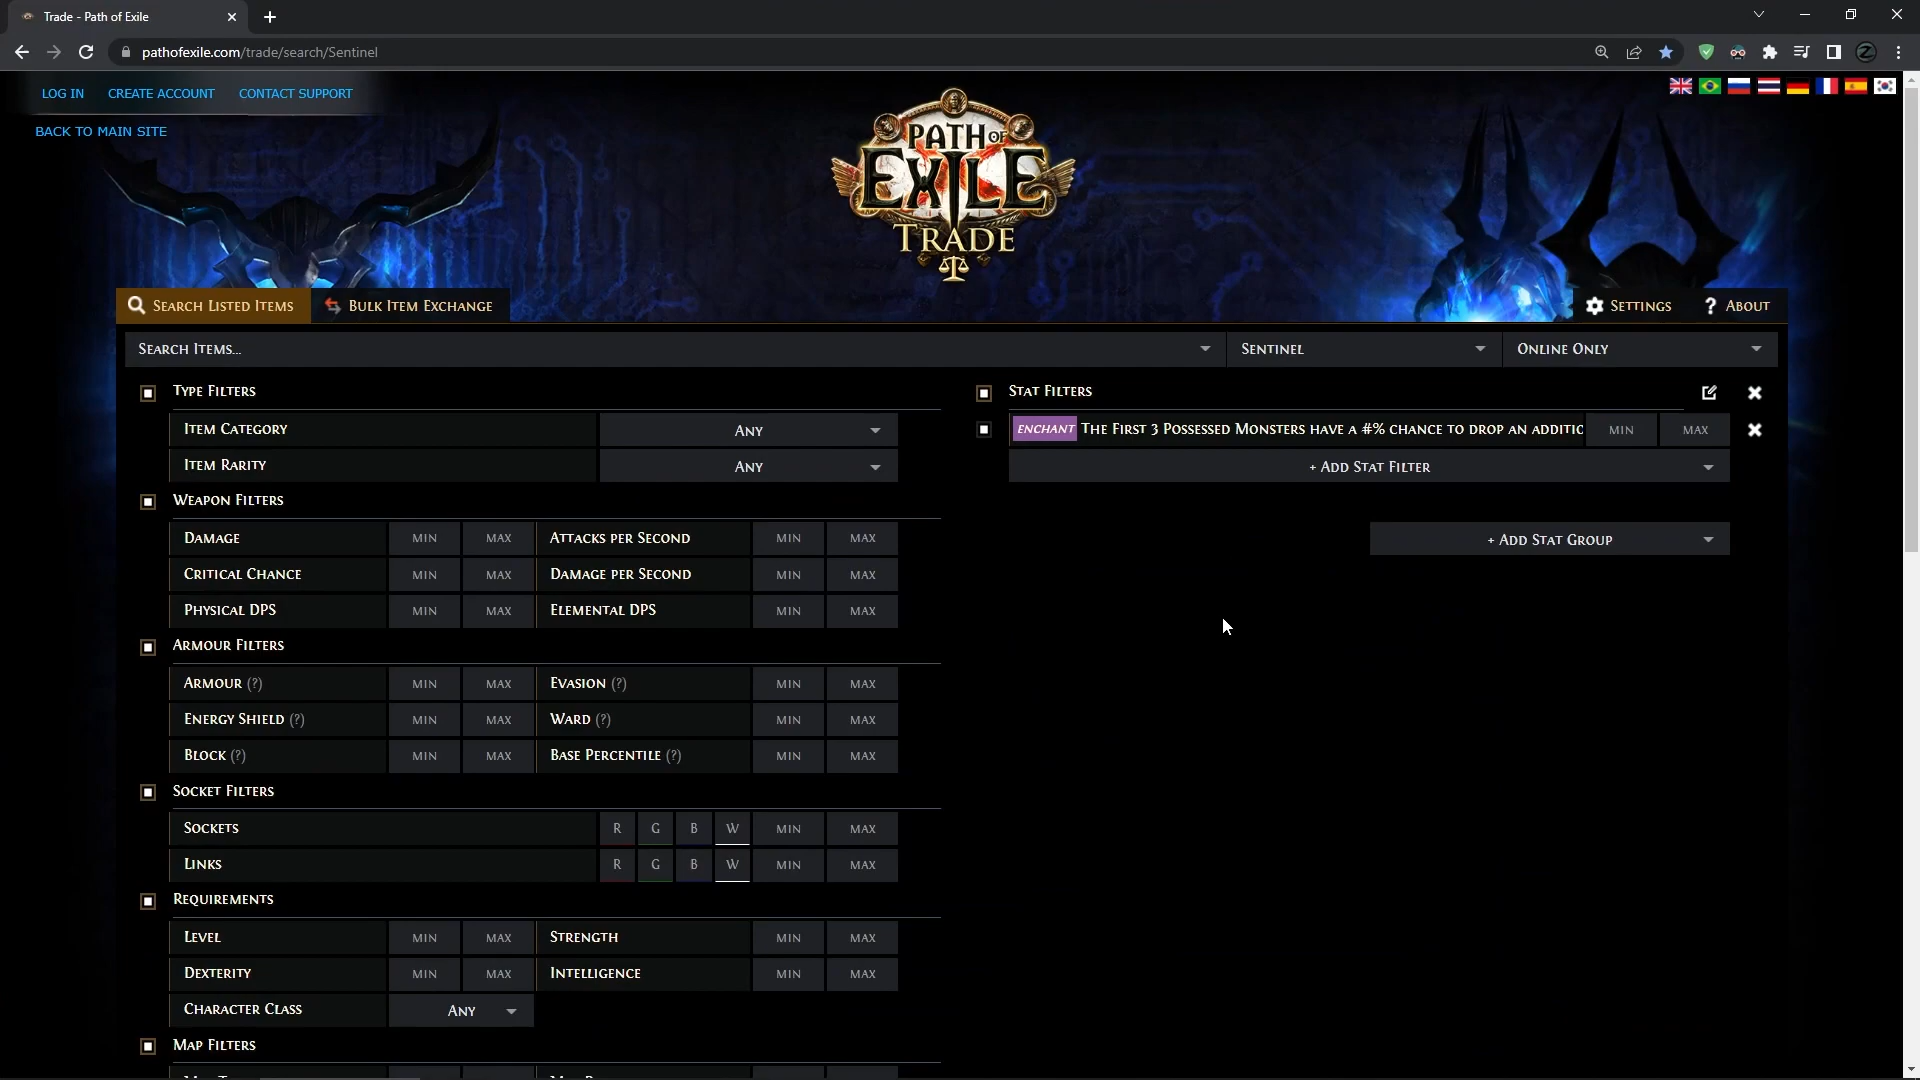 Trade - Path of Exile
pathofexile.com/trade/search/Sentinel
LOG IN CREATE ACCOUNT CONTACT SUPPORT
BACK TO MAIN SITE
PATH OF
EXILE
TRADE
SEARCH LISTED ITEMS BULK ITEM EXCHANGE SETTINGS ? ABOUT
SEARCH ITEMS... SENTINEL ONLINE ONLY
TYPE FILTERS
ITEM CATEGORY ANY
ITEM RARITY ANY
WEAPON FILTERS
DAMAGE MIN MAX ATTACKS PER SECOND MIN MAX
CRITICAL CHANCE MIN MAX DAMAGE PER SECOND MIN MAX
PHYSICAL DPS MIN MAX ELEMENTAL DPS MIN MAX
ARMOUR FILTERS
ARMOUR (?) MIN MAX EVASION (?) MIN MAX
ENERGY SHIELD (?) MIN MAX WARD (?) MIN MAX
BLOCK (?) MIN MAX BASE PERCENTILE (?) MIN MAX
SOCKET FILTERS
SOCKETS R G B W MIN MAX
LINKS R G B W MIN MAX
REQUIREMENTS
LEVEL MIN MAX STRENGTH MIN MAX
DEXTERITY MIN MAX INTELLIGENCE MIN MAX
CHARACTER CLASS ANY
MAP FILTERS
STAT FILTERS
ENCHANT THE FIRST 3 POSSESSED MONSTERS HAVE A #% CHANCE TO DROP AN ADDITIO MIN MAX
+ ADD STAT FILTER
+ ADD STAT GROUP